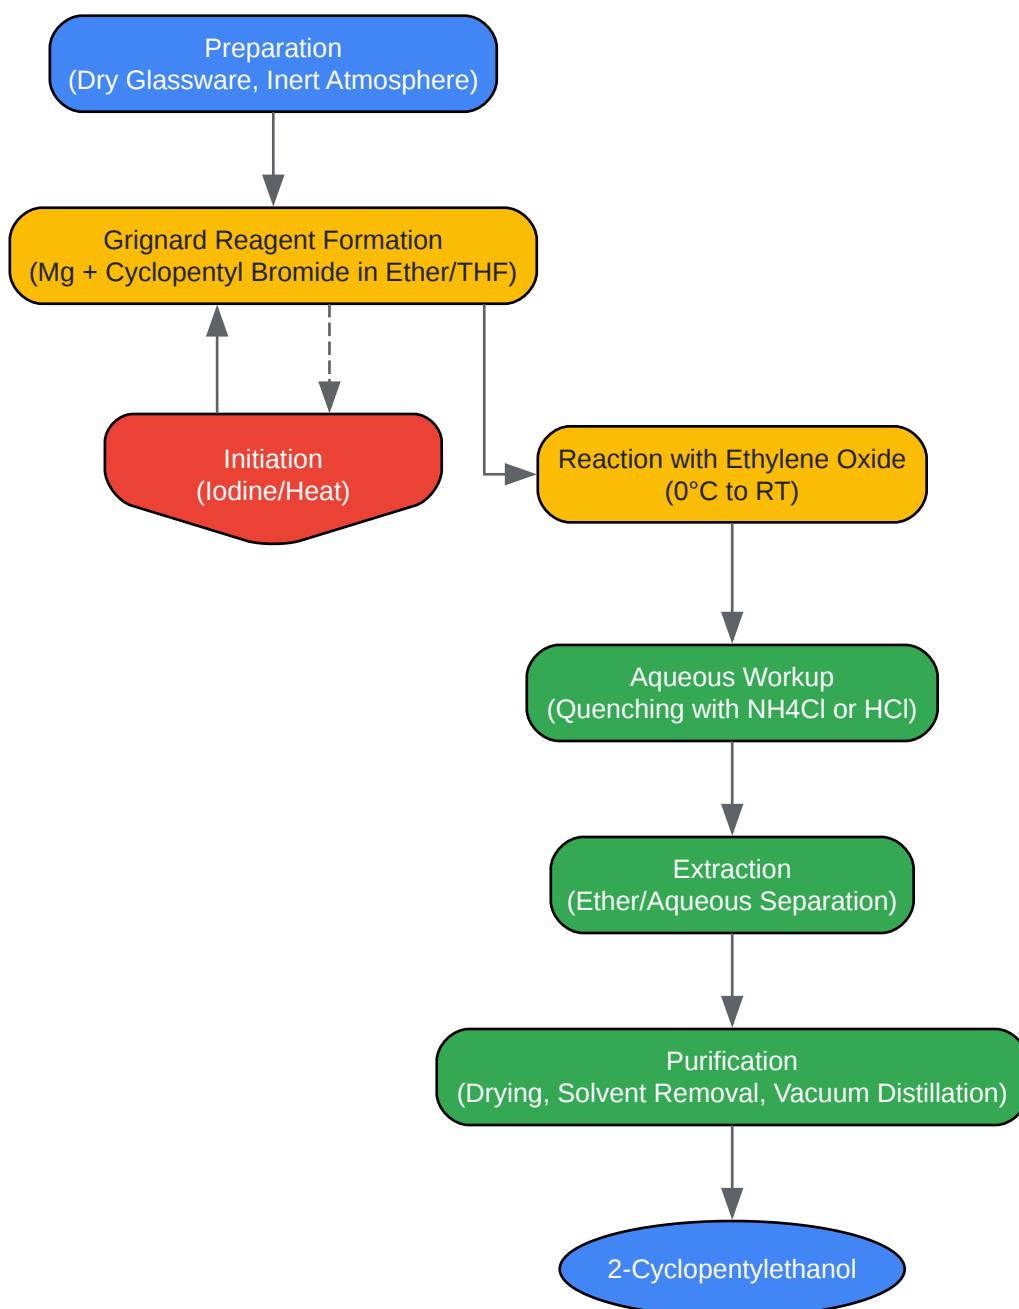 Preparation
(Dry Glassware, Inert Atmosphere)
Grignard Reagent Formation
(Mg + Cyclopentyl Bromide in Ether/THF)
Initiation
(Iodine/Heat)
Reaction with Ethylene Oxide
(0°C to RT)
Aqueous Workup
(Quenching with NH4Cl or HCl)
Extraction
(Ether/Aqueous Separation)
Purification
(Drying, Solvent Removal, Vacuum Distillation)
2-Cyclopentylethanol